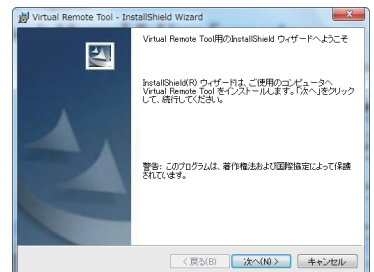 Virtual Remote Tool - InstallShield Wizard
Virtual Remote Tool用のInstallShield ウィザードへようこそ
InstallShield(R) ウィザードは、ご使用のコンピュータへ
Virtual Remote Tool をインストールします。「次へ」をクリック
して、続行してください。
警告: このプログラムは、著作権法および国際協定によって保護
されています。
< 戻る(B)
次へ(N) >
キャンセル